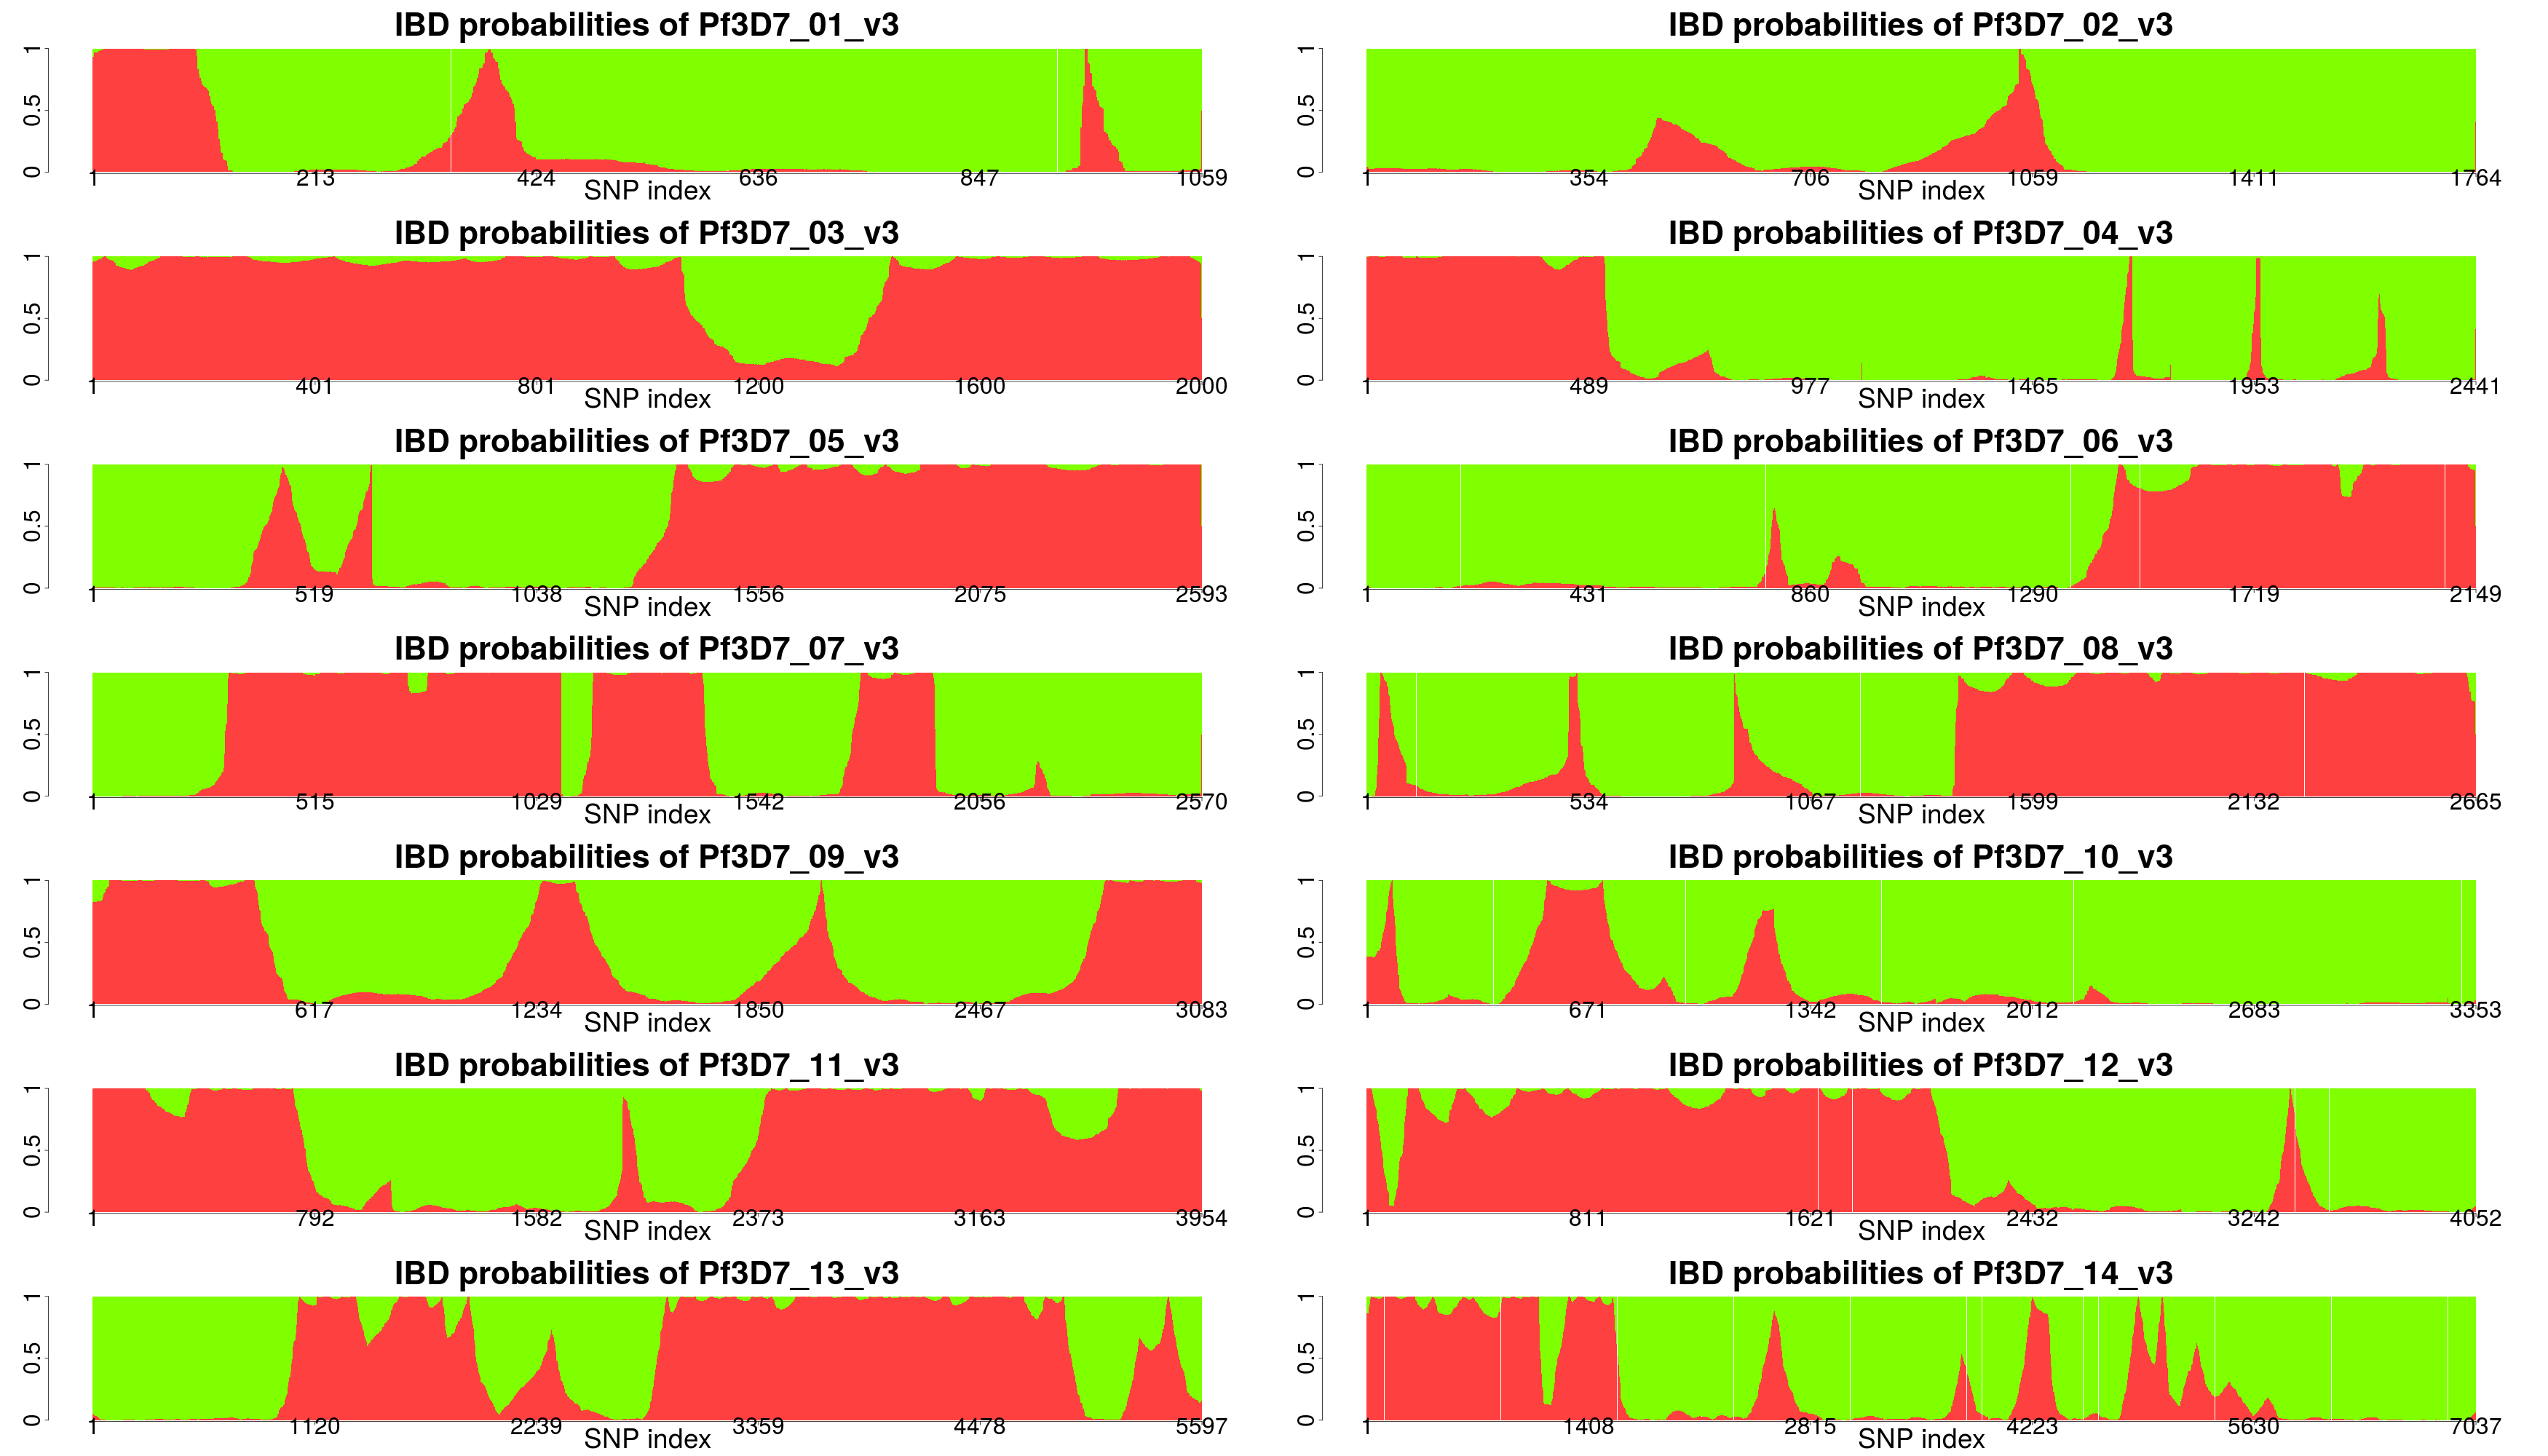 IBD probabilities of Pf3D7_01_v3
0 0.5 1
1 213 424 636 847 1059
SNP index
IBD probabilities of Pf3D7_02_v3
0 0.5 1
1 354 706 1059 1411 1764
SNP index
IBD probabilities of Pf3D7_03_v3
0 0.5 1
1 401 801 1200 1600 2000
SNP index
IBD probabilities of Pf3D7_04_v3
0 0.5 1
1 489 977 1465 1953 2441
SNP index
IBD probabilities of Pf3D7_05_v3
0 0.5 1
1 519 1038 1556 2075 2593
SNP index
IBD probabilities of Pf3D7_06_v3
0 0.5 1
1 431 860 1290 1719 2149
SNP index
IBD probabilities of Pf3D7_07_v3
0 0.5 1
1 515 1029 1542 2056 2570
SNP index
IBD probabilities of Pf3D7_08_v3
0 0.5 1
1 534 1067 1599 2132 2665
SNP index
IBD probabilities of Pf3D7_09_v3
0 0.5 1
1 617 1234 1850 2467 3083
SNP index
IBD probabilities of Pf3D7_10_v3
0 0.5 1
1 671 1342 2012 2683 3353
SNP index
IBD probabilities of Pf3D7_11_v3
0 0.5 1
1 792 1582 2373 3163 3954
SNP index
IBD probabilities of Pf3D7_12_v3
0 0.5 1
1 811 1621 2432 3242 4052
SNP index
IBD probabilities of Pf3D7_13_v3
0 0.5 1
1 1120 2239 3359 4478 5597
SNP index
IBD probabilities of Pf3D7_14_v3
0 0.5 1
1 1408 2815 4223 5630 7037
SNP index